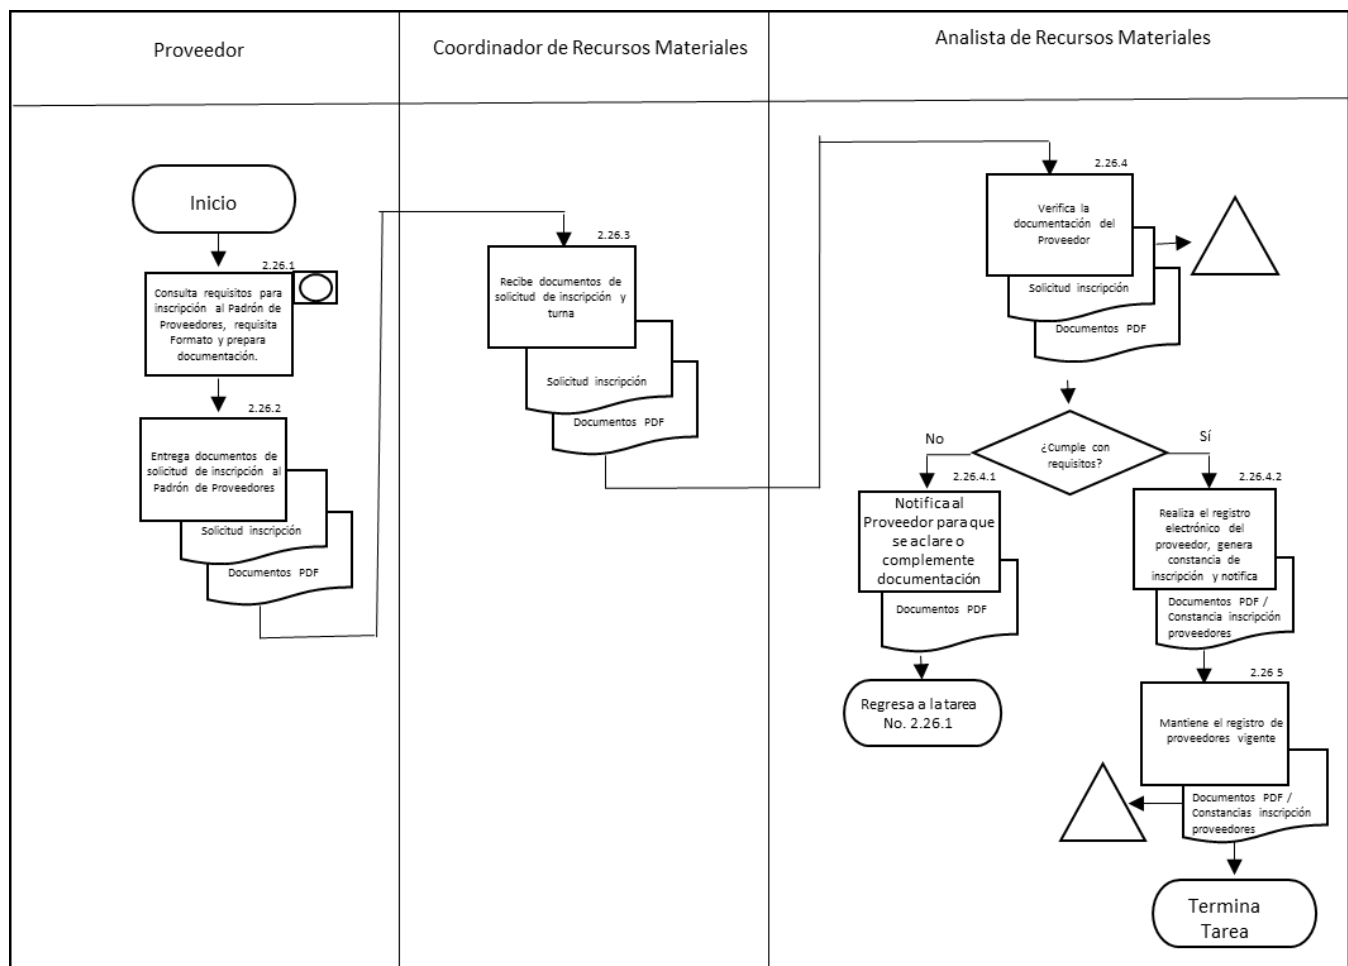 Proveedor
Coordinador de Recursos Materiales
Analista de Recursos Materiales
Inicio
2.26.1
Consulta requisitos para
inscripción al Padrón de
Proveedores, requisita
Formato y prepara
documentación.
2.26.2
Entrega documentos de
solicitud de inscripción al
Padrón de Proveedores
Solicitud inscripción
Documentos PDF
2.26.3
Recibe documentos de
solicitud de inscripción y
turna
Solicitud inscripción
Documentos PDF
2.26.4
Verifica la
documentación del
Proveedor
Solicitud inscripción
Documentos PDF
¿Cumple con
requisitos?
No
Sí
2.26.4.1
Notifica al
Proveedor para que
se aclare o
complemente
documentación
Documentos PDF
Regresa a la tarea
No. 2.26.1
2.26.4.2
Realiza el registro
electrónico del
proveedor, genera
constancia de
inscripción y notifica
Documentos PDF /
Constancia inscripción
proveedores
2.26 5
Mantiene el registro de
proveedores vigente
Documentos PDF /
Constancias inscripción
proveedores
Termina
Tarea